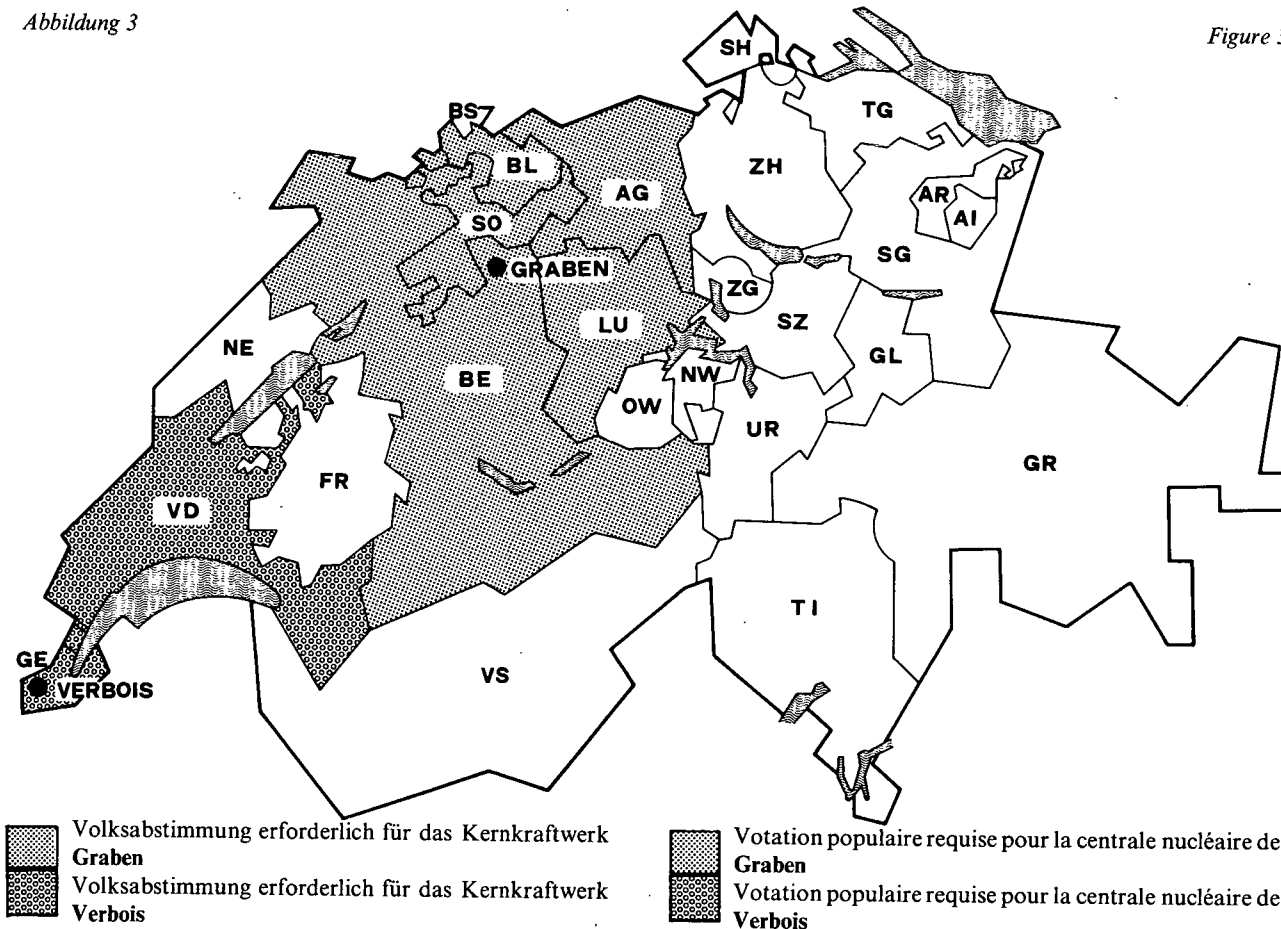 Abbildung 3
Figure 3
SH
BS
TG
BL
ZH
AG
AR
AI
SO
SG
GRABEN
ZG
LU
SZ
NE
GL
BE
NW
OW
UR
GR
FR
VD
TI
GE
VS
VERBOIS
Volksabstimmung erforderlich für das Kernkraftwerk
Graben
Volksabstimmung erforderlich für das Kernkraftwerk
Verbois
Votation populaire requise pour la centrale nucléaire de
Graben
Votation populaire requise pour la centrale nucléaire de
Verbois